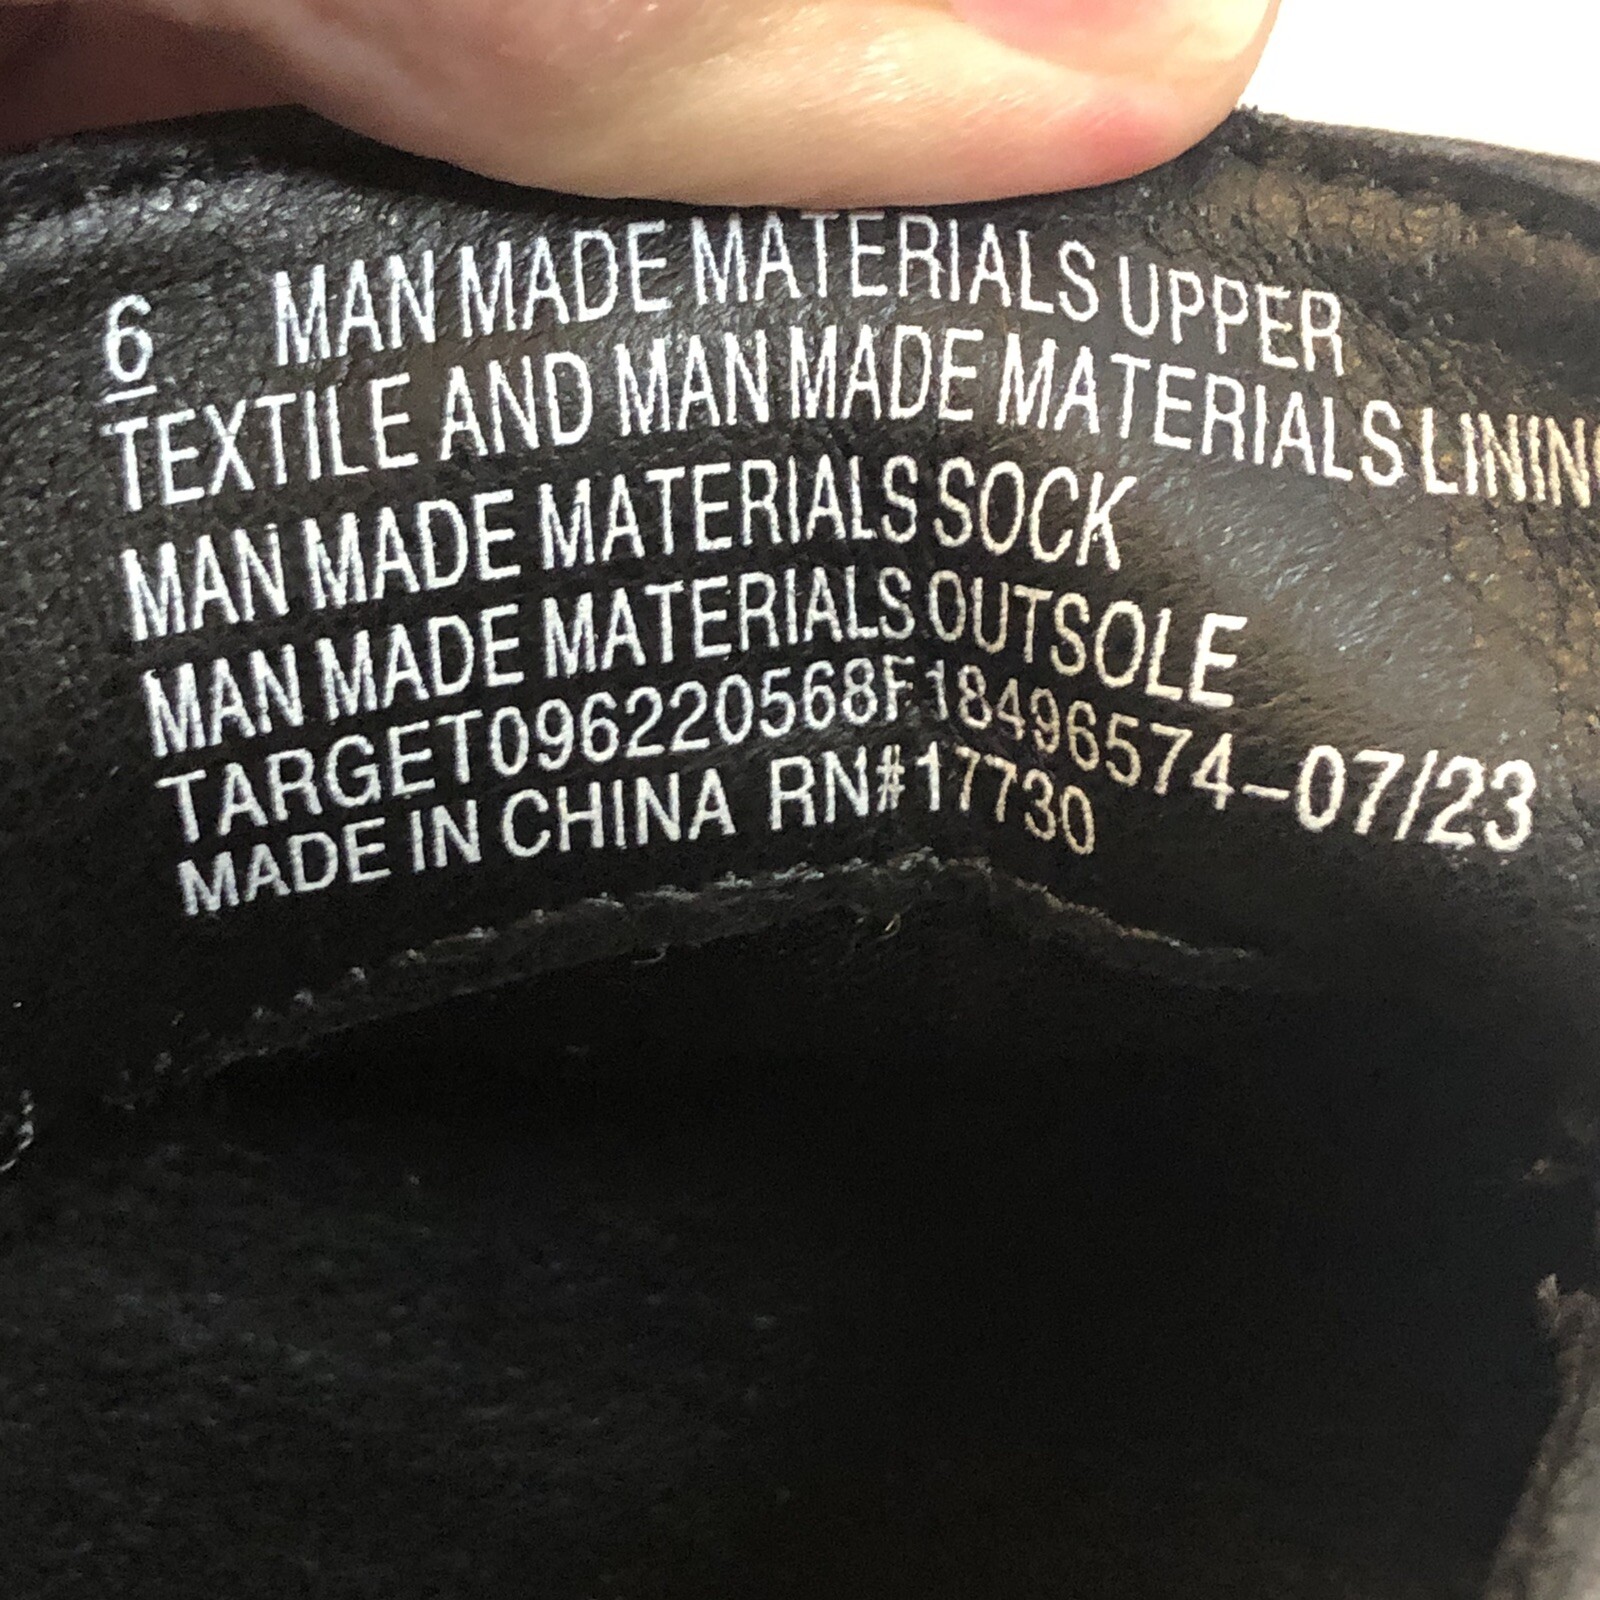 6 MAN MADE MATERIALS UPPER
TEXTILE AND MAN MADE MATERIALS LINING
MAN MADE MATERIALS SOCK
MAN MADE MATERIALS OUTSOLE
TARGET096220568F18496574-07/23
MADE IN CHINA RN#17730